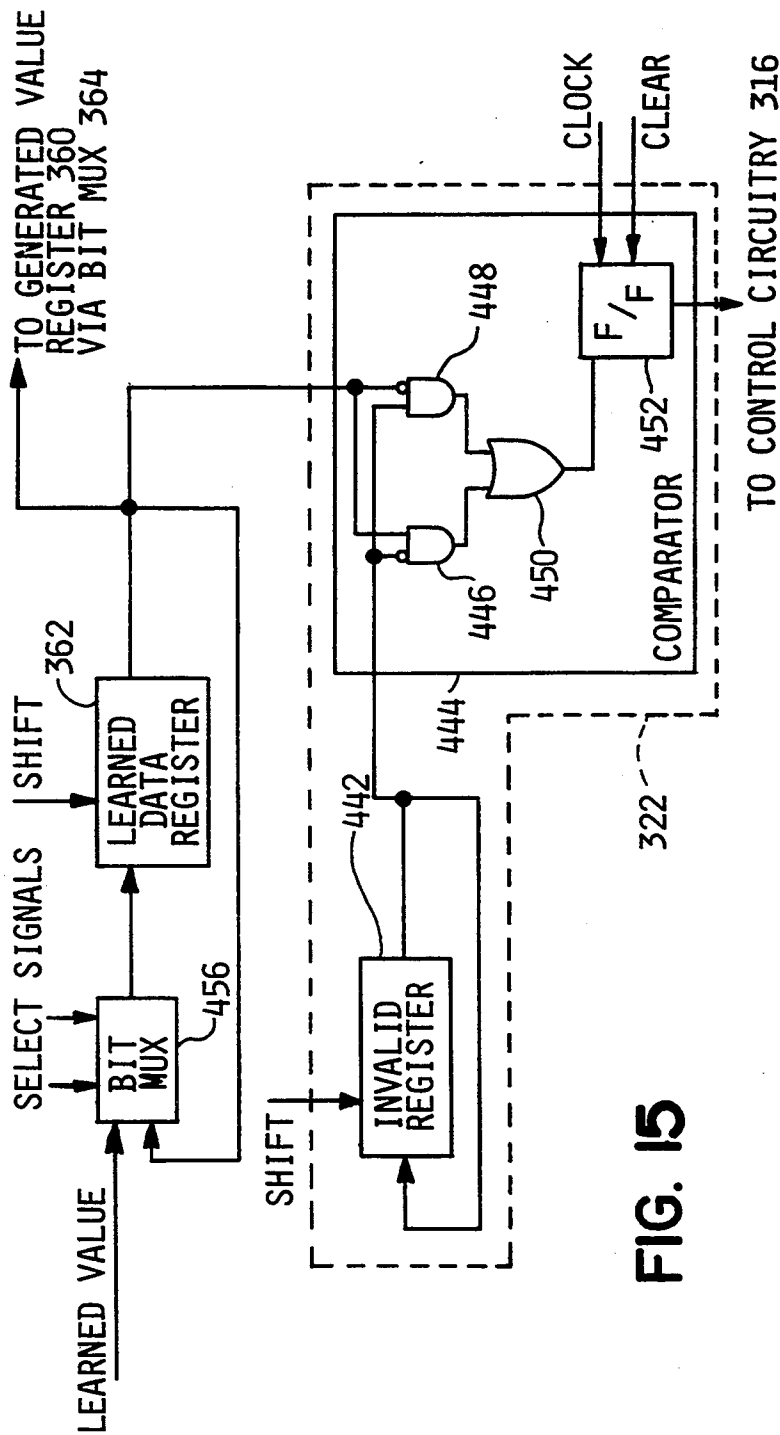 LEARNED VALUE
SELECT SIGNALS
BIT
MUX
456
SHIFT
362
LEARNED
DATA
REGISTER
TO GENERATED VALUE
REGISTER 360
VIA BIT MUX 364
SHIFT
INVALID
REGISTER
442
444
446
448
450
COMPARATOR
F/F
452
CLOCK
CLEAR
322
TO CONTROL CIRCUITRY 316
FIG. 15